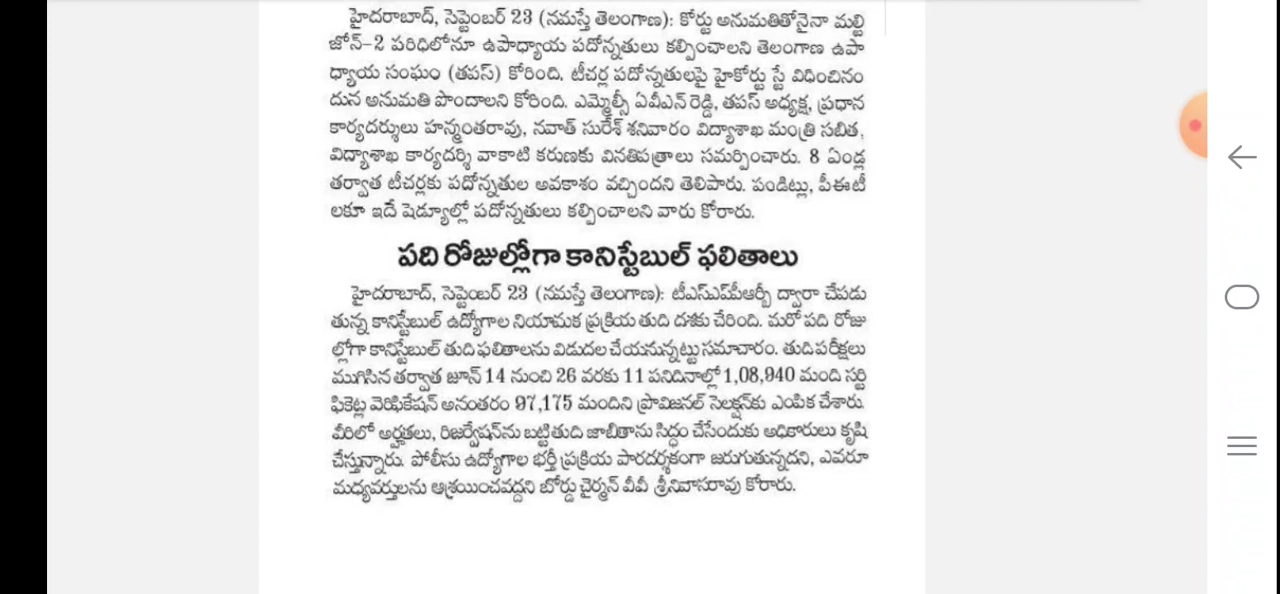 హైదరాబాద్, సెప్టెంబర్ 23 (నమస్తే తెలంగాణ): కోర్టు అనుమతితోనైనా మల్టి
జోన్-2 పరిధిలోనూ ఉపాధ్యాయ పదోన్నతులు కల్పించాలని తెలంగాణ ఉపా
ధ్యాయ సంఘం (తపస్) కోరింది. టీచర్ల పదోన్నతులపై హైకోర్టు స్టే విధించినం
దున అనుమతి పొందాలని కోరింది. ఎమ్మెల్సీ ఏవీఎన్ రెడ్డి, తపస్ అధ్యక్ష, ప్రధాన
కార్యదర్శులు హన్మంతరావు, నవాత్ సురేశ్ శనివారం విద్యాశాఖ మంత్రి సబిత,
విద్యాశాఖ కార్యదర్శి వాకాటి కరుణకు వినతిపత్రాలు సమర్పించారు. 8 ఏండ్ల
తర్వాత టీచర్లకు పదోన్నతుల అవకాశం వచ్చిందని తెలిపారు. పండిట్లు, పీఈటీ
లకూ ఇదే షెడ్యూల్లో పదోన్నతులు కల్పించాలని వారు కోరారు.
పది రోజుల్లోగా కానిస్టేబుల్ ఫలితాలు
హైదరాబాద్, సెప్టెంబర్ 23 (నమస్తే తెలంగాణ): టీఎస్ఎల్పీఆర్బీ ద్వారా చేపడు
తున్న కానిస్టేబుల్ ఉద్యోగాల నియామక ప్రక్రియ తుది దశకు చేరింది. మరో పది రోజు
ల్లోగా కానిస్టేబుల్ తుది ఫలితాలను విడుదల చేయనున్నట్టు సమాచారం. తుది పరీక్షలు
ముగిసిన తర్వాత జూన్ 14 నుంచి 26 వరకు 11 పనిదినాల్లో 1,08,940 మంది సర్టి
ఫికెట్ల వెరిఫికేషన్ అనంతరం 97,175 మందిని ప్రొవిజనల్ సెలక్షన్‌కు ఎంపిక చేశారు.
వీరిలో అర్హతలు, రిజర్వేషన్‌ను బట్టి తుది జాబితాను సిద్ధం చేసేందుకు అధికారులు కృషి
చేస్తున్నారు. పోలీసు ఉద్యోగాల భర్తీ ప్రక్రియ పారదర్శకంగా జరుగుతున్నదని, ఎవరూ
మధ్యవర్తులను ఆశ్రయించవద్దని బోర్డు చైర్మన్ వీవీ శ్రీనివాసరావు కోరారు.